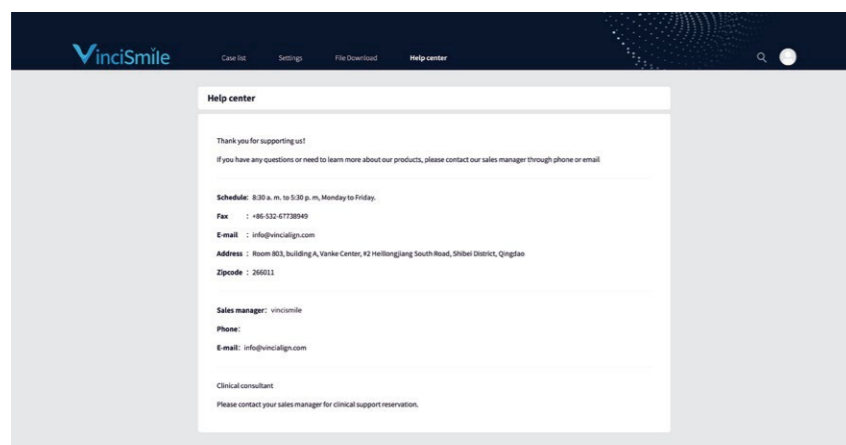 VinciSmile
Case list Settings File Download Help center
Help center
Thank you for supporting us!
If you have any questions or need to learn more about our products, please contact our sales manager through phone or email
Schedule: 8:30 a. m. to 5:30 p. m, Monday to Friday.
Fax : +86-532-67738949
E-mail : info@vincialign.com
Address : Room 803, building A, Vanke Center, #2 Heillongjiang South Road, Shibei District, Qingdao
Zipcode : 266011
Sales manager: vincismile
Phone:
E-mail: info@vincialign.com
Clinical consultant
Please contact your sales manager for clinical support reservation.